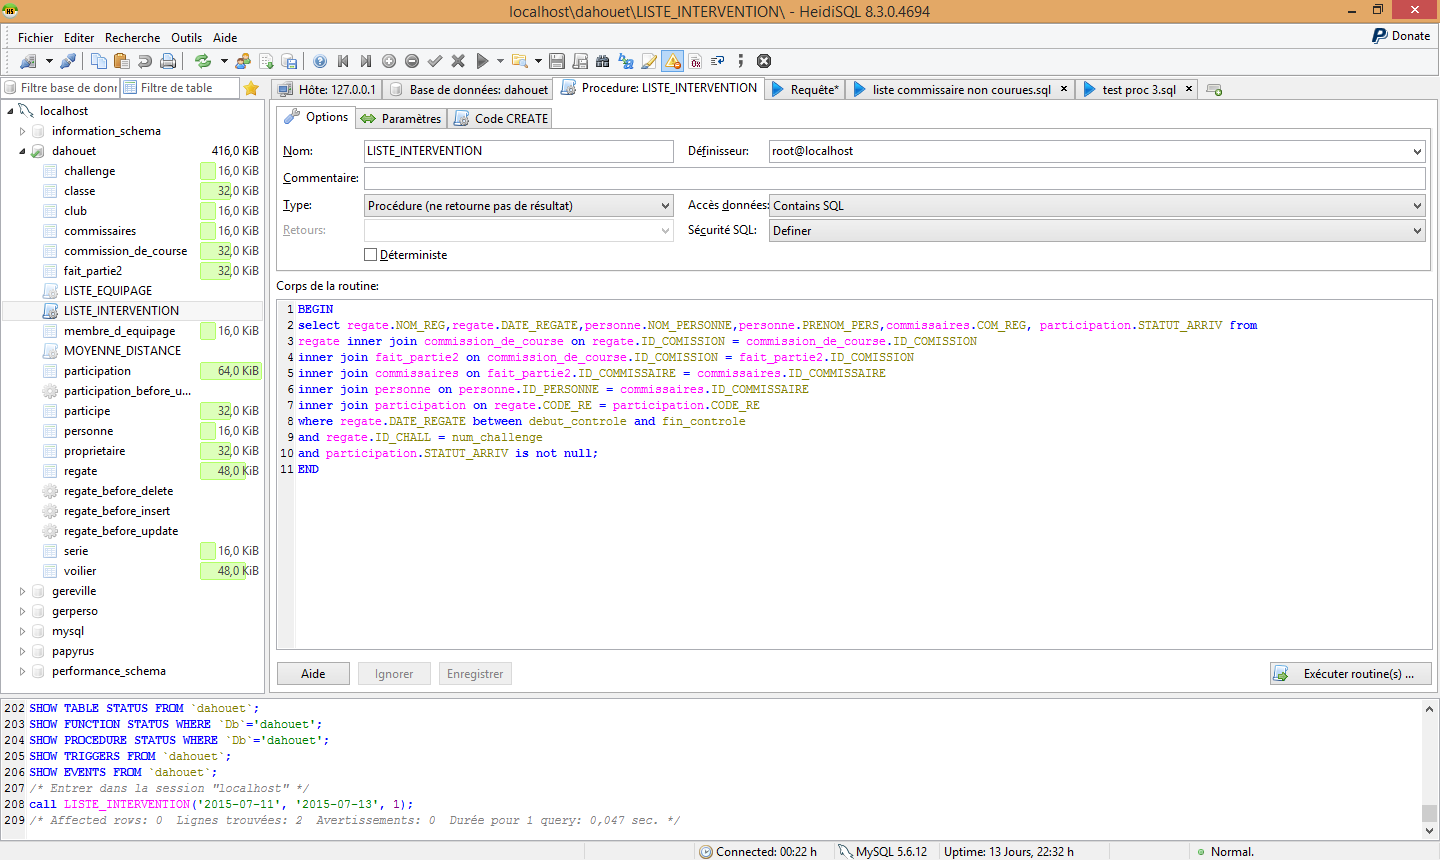 localhost\dahouet\LISTE_INTERVENTION\ - HeidiSQL 8.3.0.4694
Fichier Editer Recherche Outils Aide
Donate
Filtre base de donn Filtre de table
Hôte: 127.0.0.1 Base de données: dahouet Procedure: LISTE_INTERVENTION Requête* liste commissaire non courues.sql test proc 3.sql
localhost
information_schema
dahouet 416,0 KiB
challenge 16,0 KiB
classe 32,0 KiB
club 16,0 KiB
commissaires 16,0 KiB
commission_de_course 32,0 KiB
fait_partie2 32,0 KiB
LISTE_EQUIPAGE
LISTE_INTERVENTION
membre_d_equipage 16,0 KiB
MOYENNE_DISTANCE
participation 64,0 KiB
participation_before_u...
participe 32,0 KiB
personne 16,0 KiB
proprietaire 32,0 KiB
regate 48,0 KiB
regate_before_delete
regate_before_insert
regate_before_update
serie 16,0 KiB
voilier 48,0 KiB
gereville
gerperso
mysql
papyrus
performance_schema
Options Paramètres Code CREATE
Nom: LISTE_INTERVENTION Définisseur: root@localhost
Commentaire:
Type: Procédure (ne retourne pas de résultat) Accès données: Contains SQL
Retours: Sécurité SQL: Definer
Déterministe
Corps de la routine:
1 BEGIN
2 select regate.NOM_REG,regate.DATE_REGATE,personne.NOM_PERSONNE,personne.PRENOM_PERS,commissaires.COM_REG, participation.STATUT_ARRIV from
3 regate inner join commission_de_course on regate.ID_COMISSION = commission_de_course.ID_COMISSION
4 inner join fait_partie2 on commission_de_course.ID_COMISSION = fait_partie2.ID_COMISSION
5 inner join commissaires on fait_partie2.ID_COMMISSAIRE = commissaires.ID_COMMISSAIRE
6 inner join personne on personne.ID_PERSONNE = commissaires.ID_COMMISSAIRE
7 inner join participation on regate.CODE_RE = participation.CODE_RE
8 where regate.DATE_REGATE between debut_controle and fin_controle
9 and regate.ID_CHALL = num_challenge
10 and participation.STATUT_ARRIV is not null;
11 END
Aide Ignorer Enregistrer Exécuter routine(s) ...
202 SHOW TABLE STATUS FROM `dahouet`;
203 SHOW FUNCTION STATUS WHERE `Db`='dahouet';
204 SHOW PROCEDURE STATUS WHERE `Db`='dahouet';
205 SHOW TRIGGERS FROM `dahouet`;
206 SHOW EVENTS FROM `dahouet`;
207 /* Entrer dans la session "localhost" */
208 call LISTE_INTERVENTION('2015-07-11', '2015-07-13', 1);
209 /* Affected rows: 0 Lignes trouvées: 2 Avertissements: 0 Durée pour 1 query: 0,047 sec. */
Connected: 00:22 h MySQL 5.6.12 Uptime: 13 Jours, 22:32 h Normal.